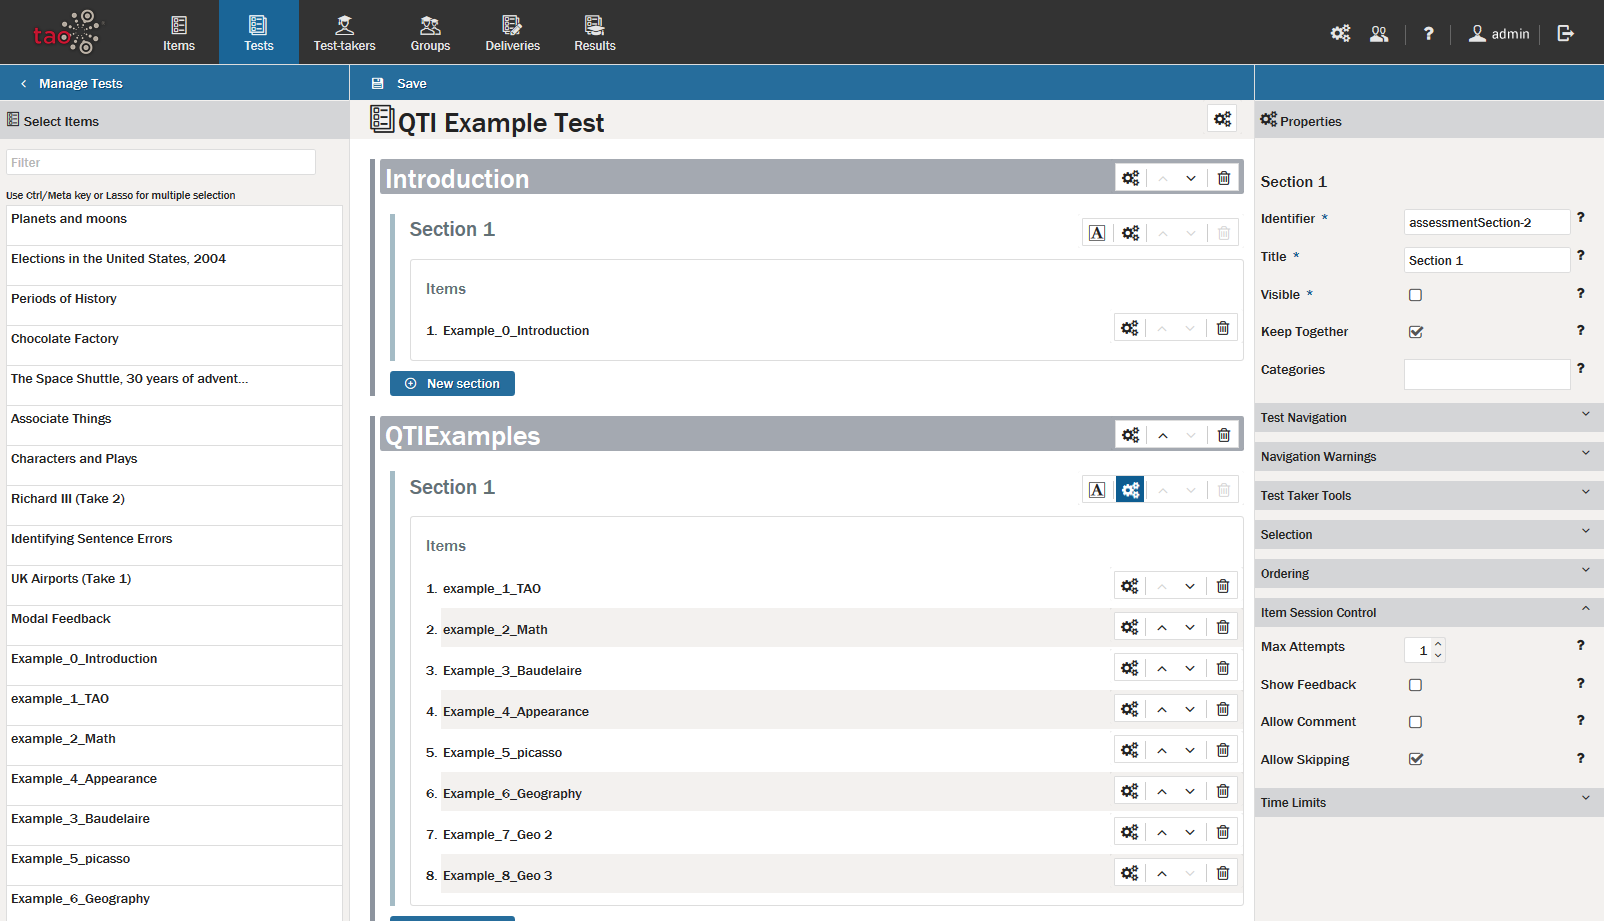 tao
Items
Tests
Test-takers
Groups
Deliveries
Results
?
admin
Manage Tests
Save
Select Items
Filter
Use Ctrl/Meta key or Lasso for multiple selection
Planets and moons
Elections in the United States, 2004
Periods of History
Chocolate Factory
The Space Shuttle, 30 years of advent...
Associate Things
Characters and Plays
Richard III (Take 2)
Identifying Sentence Errors
UK Airports (Take 1)
Modal Feedback
Example_0_Introduction
example_1_TAO
example_2_Math
Example_4_Appearance
Example_3_Baudelaire
Example_5_picasso
Example_6_Geography
QTI Example Test
Introduction
Section 1
A
Items
1. Example_0_Introduction
New section
QTIExamples
Section 1
A
Items
1. example_1_TAO
2. example_2_Math
3. Example_3_Baudelaire
4. Example_4_Appearance
5. Example_5_picasso
6. Example_6_Geography
7. Example_7_Geo 2
8. Example_8_Geo 3
Properties
Section 1
Identifier * assessmentSection-2 ?
Title * Section 1 ?
Visible * ?
Keep Together ?
Categories ?
Test Navigation
Navigation Warnings
Test Taker Tools
Selection
Ordering
Item Session Control
Max Attempts 1 ?
Show Feedback ?
Allow Comment ?
Allow Skipping ?
Time Limits